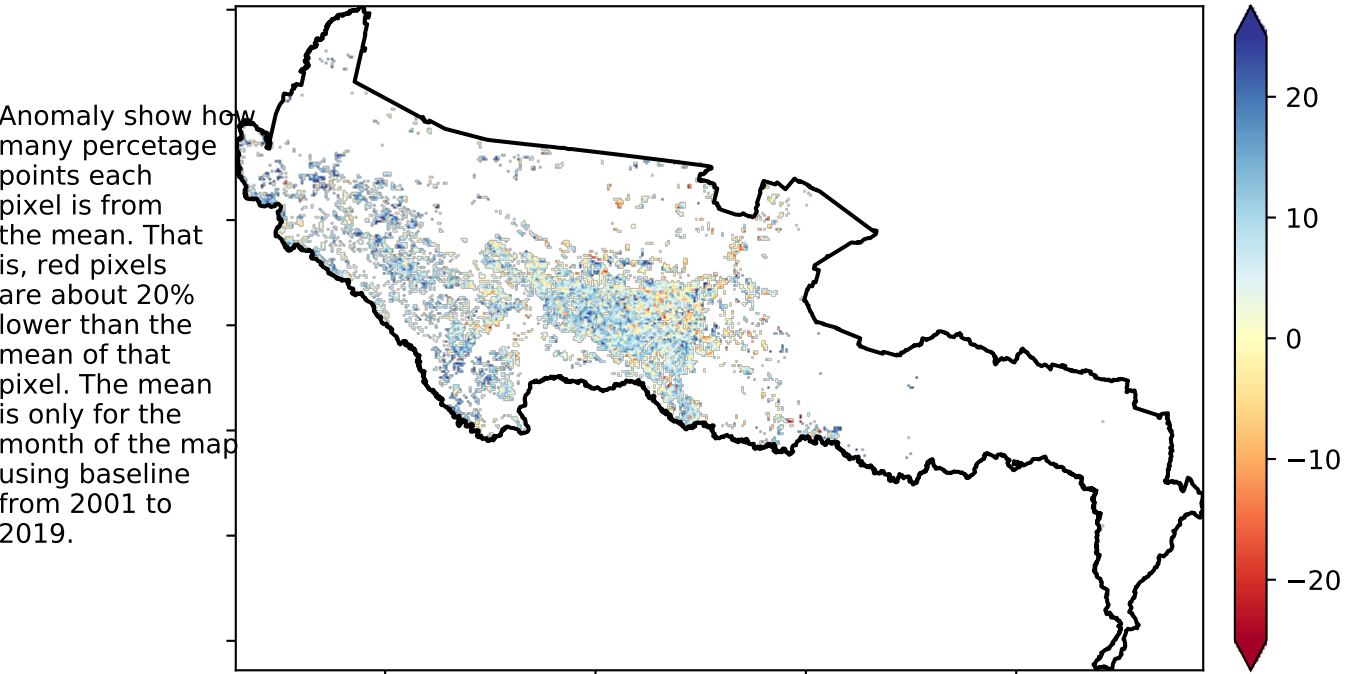 Anomaly show how
many percetage
points each
pixel is from
the mean. That
is, red pixels
are about 20%
lower than the
mean of that
pixel. The mean
is only for the
month of the map
using baseline
from 2001 to
2019.
20
10
0
−10
−20